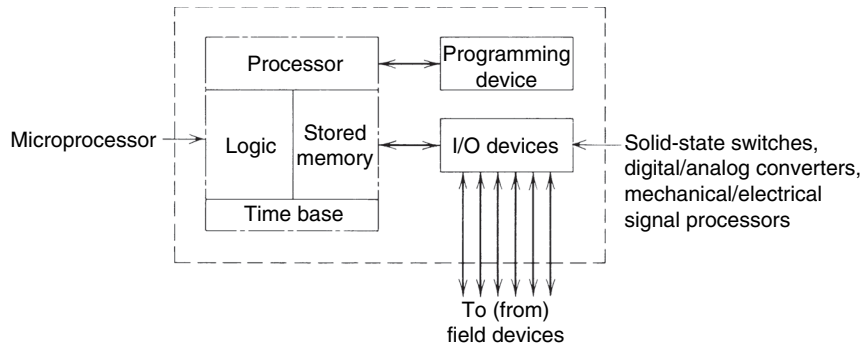 Processor
Programming
device
Microprocessor
Logic
Stored
memory
I/O devices
Solid-state switches,
digital/analog converters,
mechanical/electrical
signal processors
Time base
To (from)
field devices